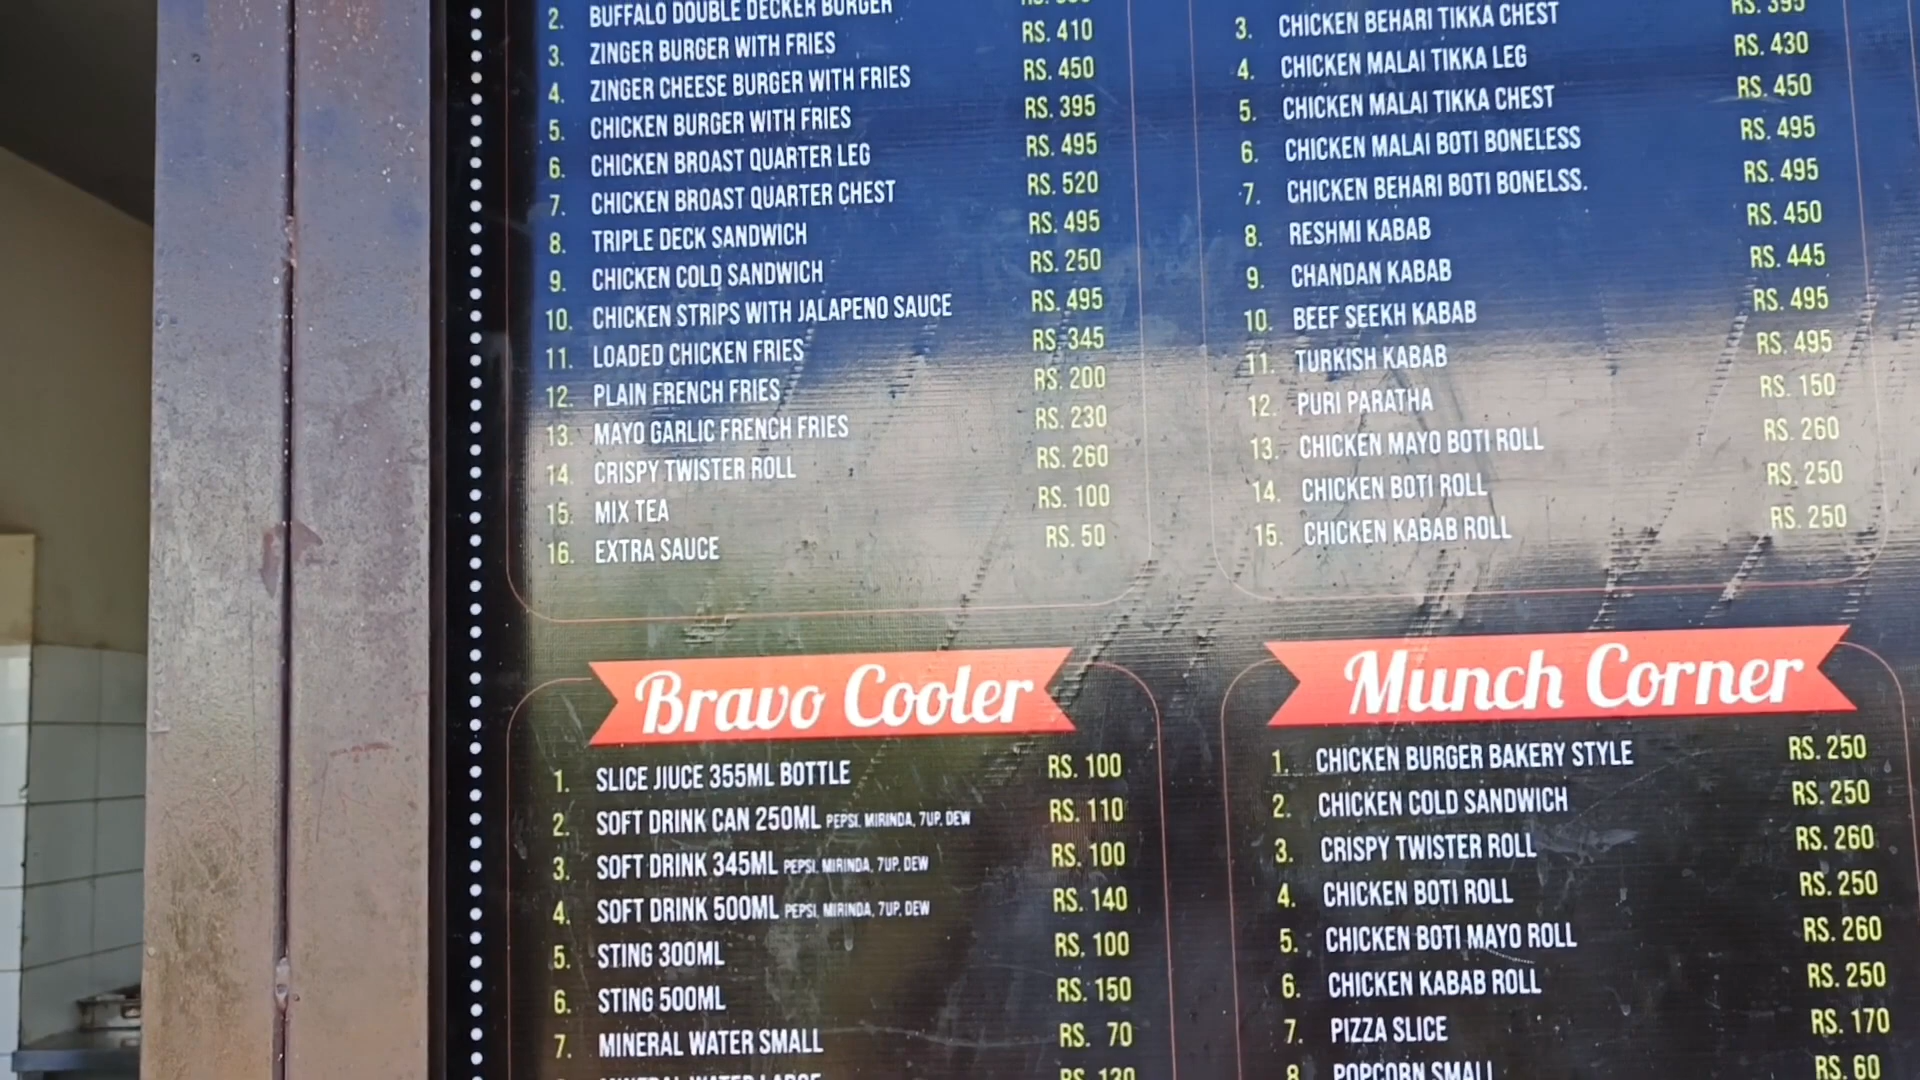 2. BUFFALO DOUBLE DECKER BURGER
3. ZINGER BURGER WITH FRIES RS. 410
4. ZINGER CHEESE BURGER WITH FRIES RS. 450
5. CHICKEN BURGER WITH FRIES RS. 395
6. CHICKEN BROAST QUARTER LEG RS. 495
7. CHICKEN BROAST QUARTER CHEST RS. 520
8. TRIPLE DECK SANDWICH RS. 495
9. CHICKEN COLD SANDWICH RS. 250
10. CHICKEN STRIPS WITH JALAPENO SAUCE RS. 495
11. LOADED CHICKEN FRIES RS. 345
12. PLAIN FRENCH FRIES RS. 200
13. MAYO GARLIC FRENCH FRIES RS. 230
14. CRISPY TWISTER ROLL RS. 260
15. MIX TEA RS. 100
16. EXTRA SAUCE RS. 50
3. CHICKEN BEHARI TIKKA CHEST RS. 395
4. CHICKEN MALAI TIKKA LEG RS. 430
5. CHICKEN MALAI TIKKA CHEST RS. 450
6. CHICKEN MALAI BOTI BONELESS RS. 495
7. CHICKEN BEHARI BOTI BONELSS. RS. 495
8. RESHMI KABAB RS. 450
9. CHANDAN KABAB RS. 445
10. BEEF SEEKH KABAB RS. 495
11. TURKISH KABAB RS. 495
12. PURI PARATHA RS. 150
13. CHICKEN MAYO BOTI ROLL RS. 260
14. CHICKEN BOTI ROLL RS. 250
15. CHICKEN KABAB ROLL RS. 250
Bravo Cooler
1. SLICE JIUCE 355ML BOTTLE RS. 100
2. SOFT DRINK CAN 250ML PEPSI, MIRINDA, 7UP, DEW RS. 110
3. SOFT DRINK 345ML PEPSI, MIRINDA, 7UP, DEW RS. 100
4. SOFT DRINK 500ML PEPSI, MIRINDA, 7UP, DEW RS. 140
5. STING 300ML RS. 100
6. STING 500ML RS. 150
7. MINERAL WATER SMALL RS. 70
MINERAL WATER LARGE RS. 130
Munch Corner
1. CHICKEN BURGER BAKERY STYLE RS. 250
2. CHICKEN COLD SANDWICH RS. 250
3. CRISPY TWISTER ROLL RS. 260
4. CHICKEN BOTI ROLL RS. 250
5. CHICKEN BOTI MAYO ROLL RS. 260
6. CHICKEN KABAB ROLL RS. 250
7. PIZZA SLICE RS. 170
8. POPCORN SMALL RS. 60